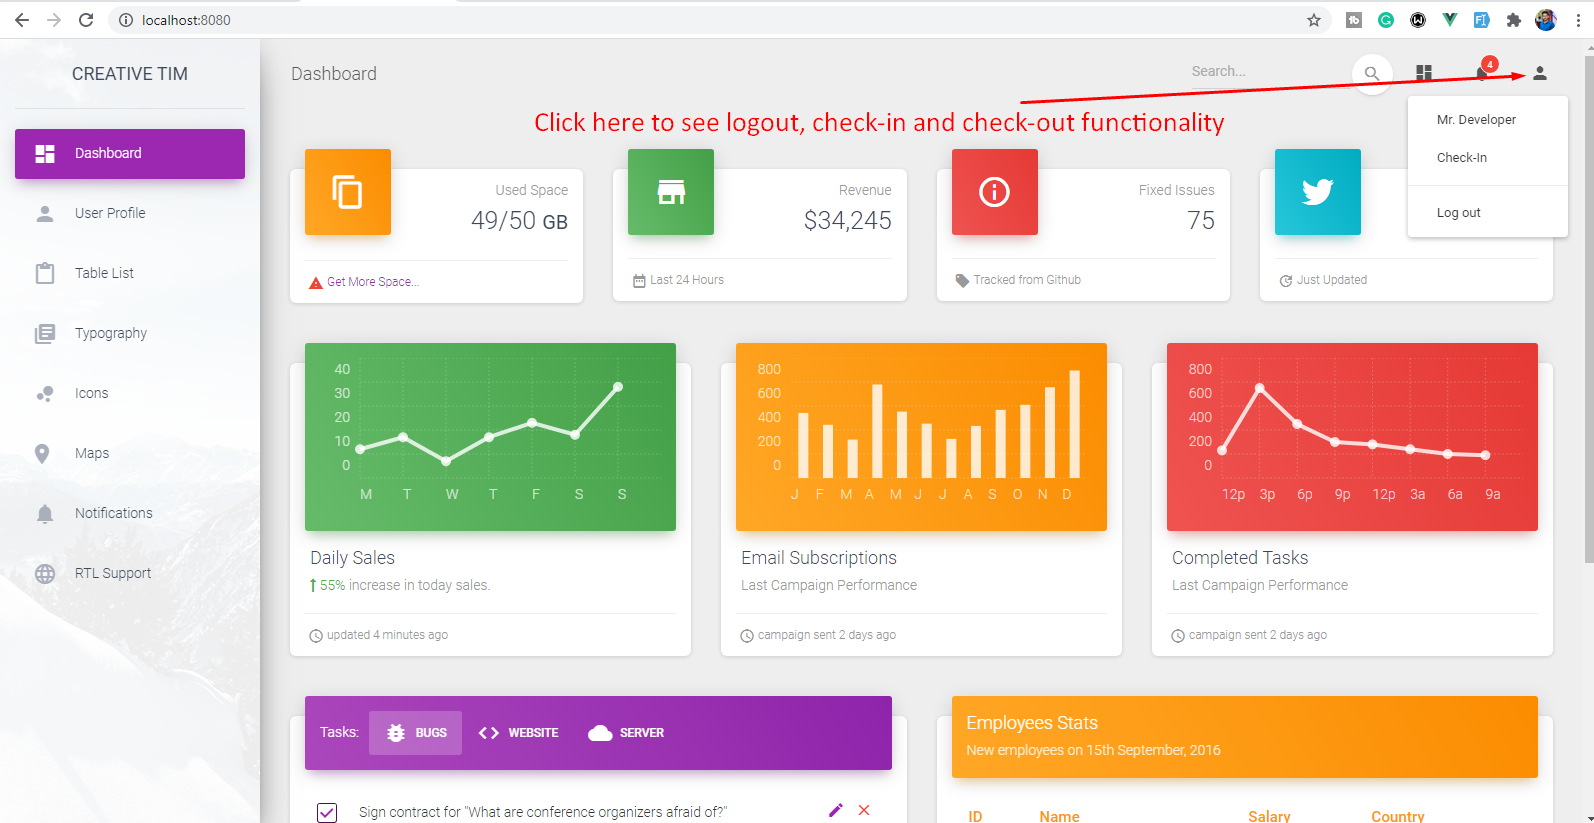 localhost:8080
CREATIVE TIM
Dashboard
User Profile
Table List
Typography
Icons
Maps
Notifications
RTL Support
Dashboard
Search...
4
Click here to see logout, check-in and check-out functionality
Mr. Developer
Check-In
Log out
Used Space
49/50 GB
Get More Space...
Revenue
$34,245
Last 24 Hours
Fixed Issues
75
Tracked from Github
Just Updated
40
30
20
10
0
M T W T F S S
Daily Sales
55% increase in today sales.
updated 4 minutes ago
800
600
400
200
0
J F M A M J J A S O N D
Email Subscriptions
Last Campaign Performance
campaign sent 2 days ago
800
600
400
200
0
12p 3p 6p 9p 12p 3a 6a 9a
Completed Tasks
Last Campaign Performance
campaign sent 2 days ago
Tasks: BUGS WEBSITE SERVER
Sign contract for "What are conference organizers afraid of?"
Employees Stats
New employees on 15th September, 2016
ID Name Salary Country